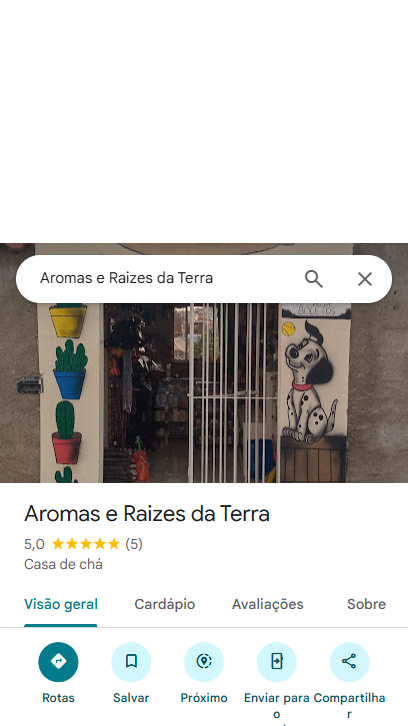 Aromas e Raizes da Terra
BOLETOS
Aromas e Raizes da Terra
5,0 (5)
Casa de chá
Visão geral Cardápio Avaliações Sobre
Rotas Salvar Próximo Enviar para o Compartilhar